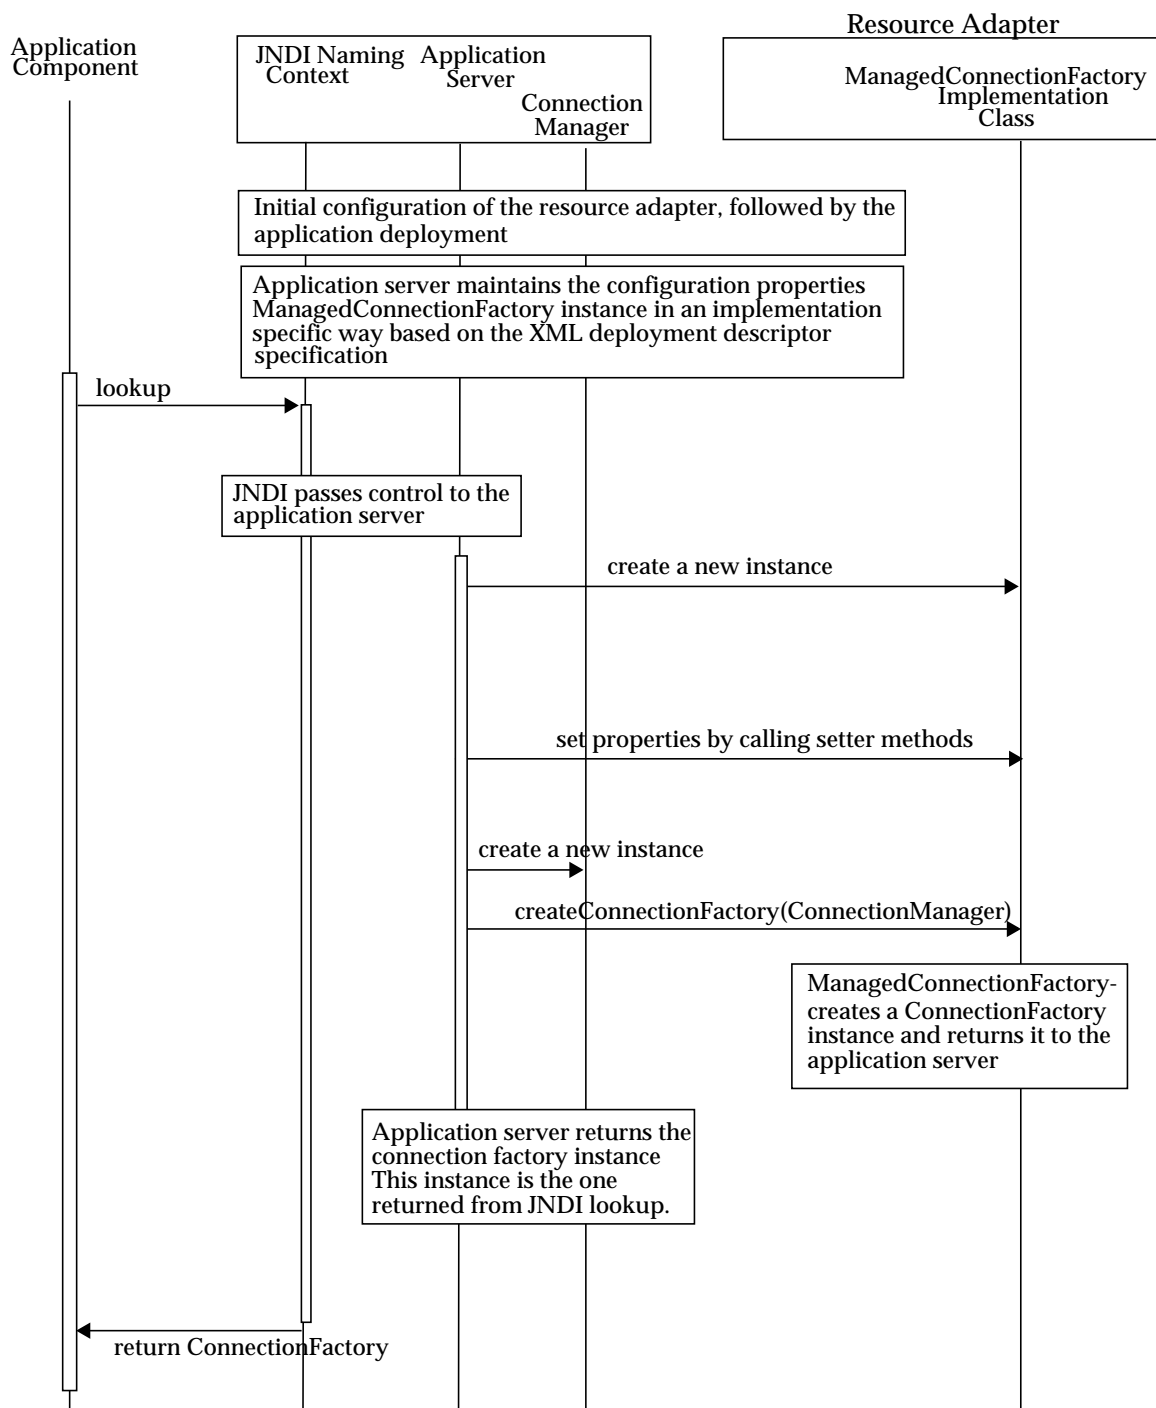 Resource Adapter
Application
Component
JNDI Naming
Context
Application
Server
Connection
Manager
ManagedConnectionFactory
Implementation
Class
Initial configuration of the resource adapter, followed by the
application deployment
Application server maintains the configuration properties
ManagedConnectionFactory instance in an implementation
specific way based on the XML deployment descriptor
specification
lookup
JNDI passes control to the
application server
create a new instance
set properties by calling setter methods
create a new instance
createConnectionFactory(ConnectionManager)
ManagedConnectionFactory-
creates a ConnectionFactory
instance and returns it to the
application server
Application server returns the
connection factory instance
This instance is the one
returned from JNDI lookup.
return ConnectionFactory